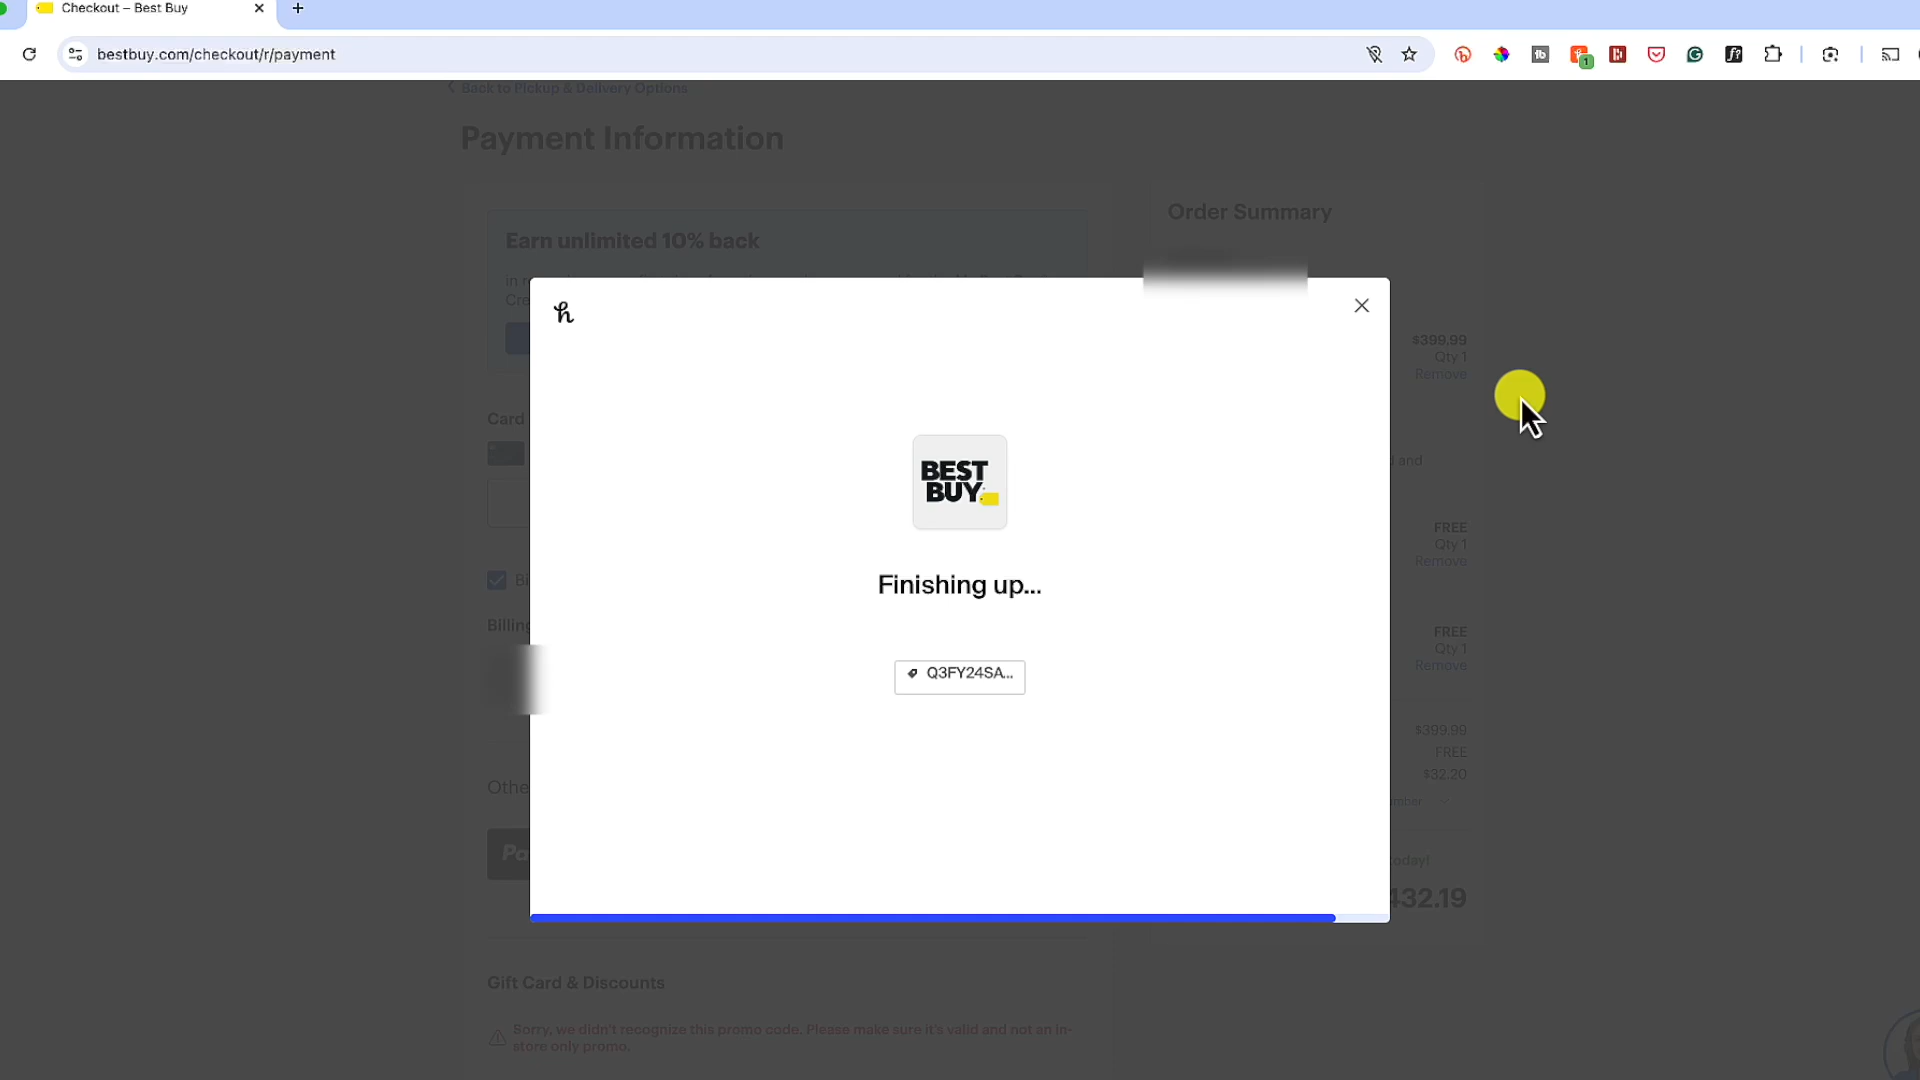 Checkout – Best Buy
bestbuy.com/checkout/r/payment
1
Back to Pickup & Delivery Options
Payment Information
Order Summary
Earn unlimited 10% back
$399.99
Qty 1
Remove
Card
and
BEST
BUY
FREE
Qty 1
Remove
Finishing up...
Billing
FREE
Qty 1
Remove
Q3FY24SA...
$399.99
FREE
$32.20
Othe
today!
432.19
Gift Card & Discounts
Sorry, we didn't recognize this promo code. Please make sure it's valid and not an in-
store only promo.